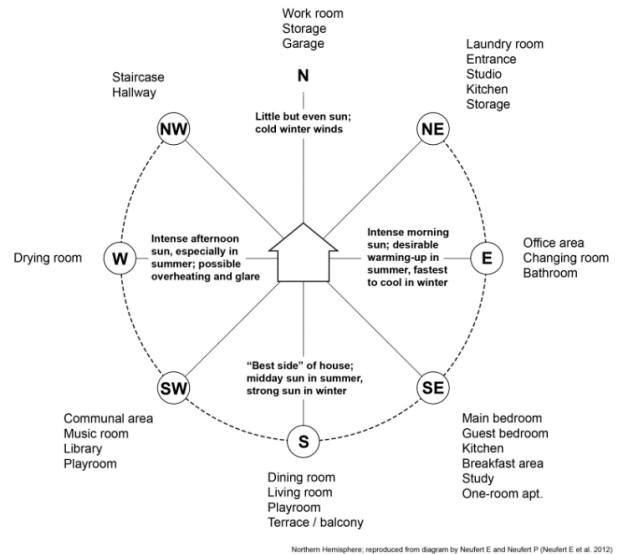 Work room
Storage
Garage
N
Little but even sun;
cold winter winds
Laundry room
Entrance
Studio
Kitchen
Storage
NE
Staircase
Hallway
NW
Drying room
W
Intense afternoon
sun, especially in
summer; possible
overheating and glare
Intense morning
sun; desirable
warming-up in
summer, fastest
to cool in winter
E
Office area
Changing room
Bathroom
"Best side" of house;
midday sun in summer,
strong sun in winter
SW
Communal area
Music room
Library
Playroom
S
Dining room
Living room
Playroom
Terrace / balcony
SE
Main bedroom
Guest bedroom
Kitchen
Breakfast area
Study
One-room apt.
Northern Hemisphere; reproduced from diagram by Neufert E and Neufert P (Neufert E et al. 2012)